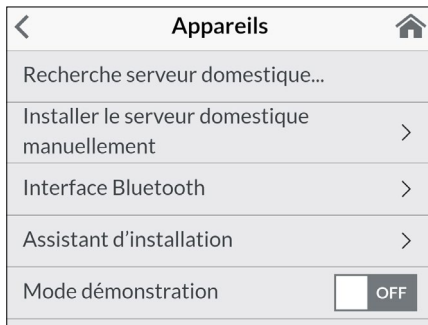 Appareils
Recherche serveur domestique...
Installer le serveur domestique
manuellement
Interface Bluetooth
Assistant d'installation
Mode démonstration OFF